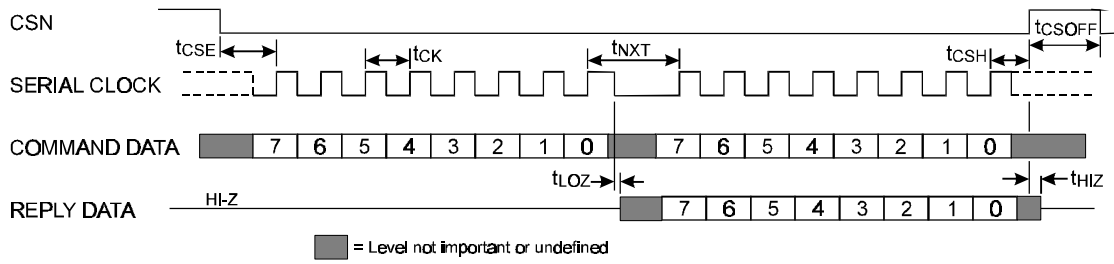 CSN
tCSE tCK tNXT tCSH tCSOFF
SERIAL CLOCK
COMMAND DATA 7 6 5 4 3 2 1 0 7 6 5 4 3 2 1 0
tLOZ tHIZ
HI-Z
REPLY DATA 7 6 5 4 3 2 1 0
= Level not important or undefined